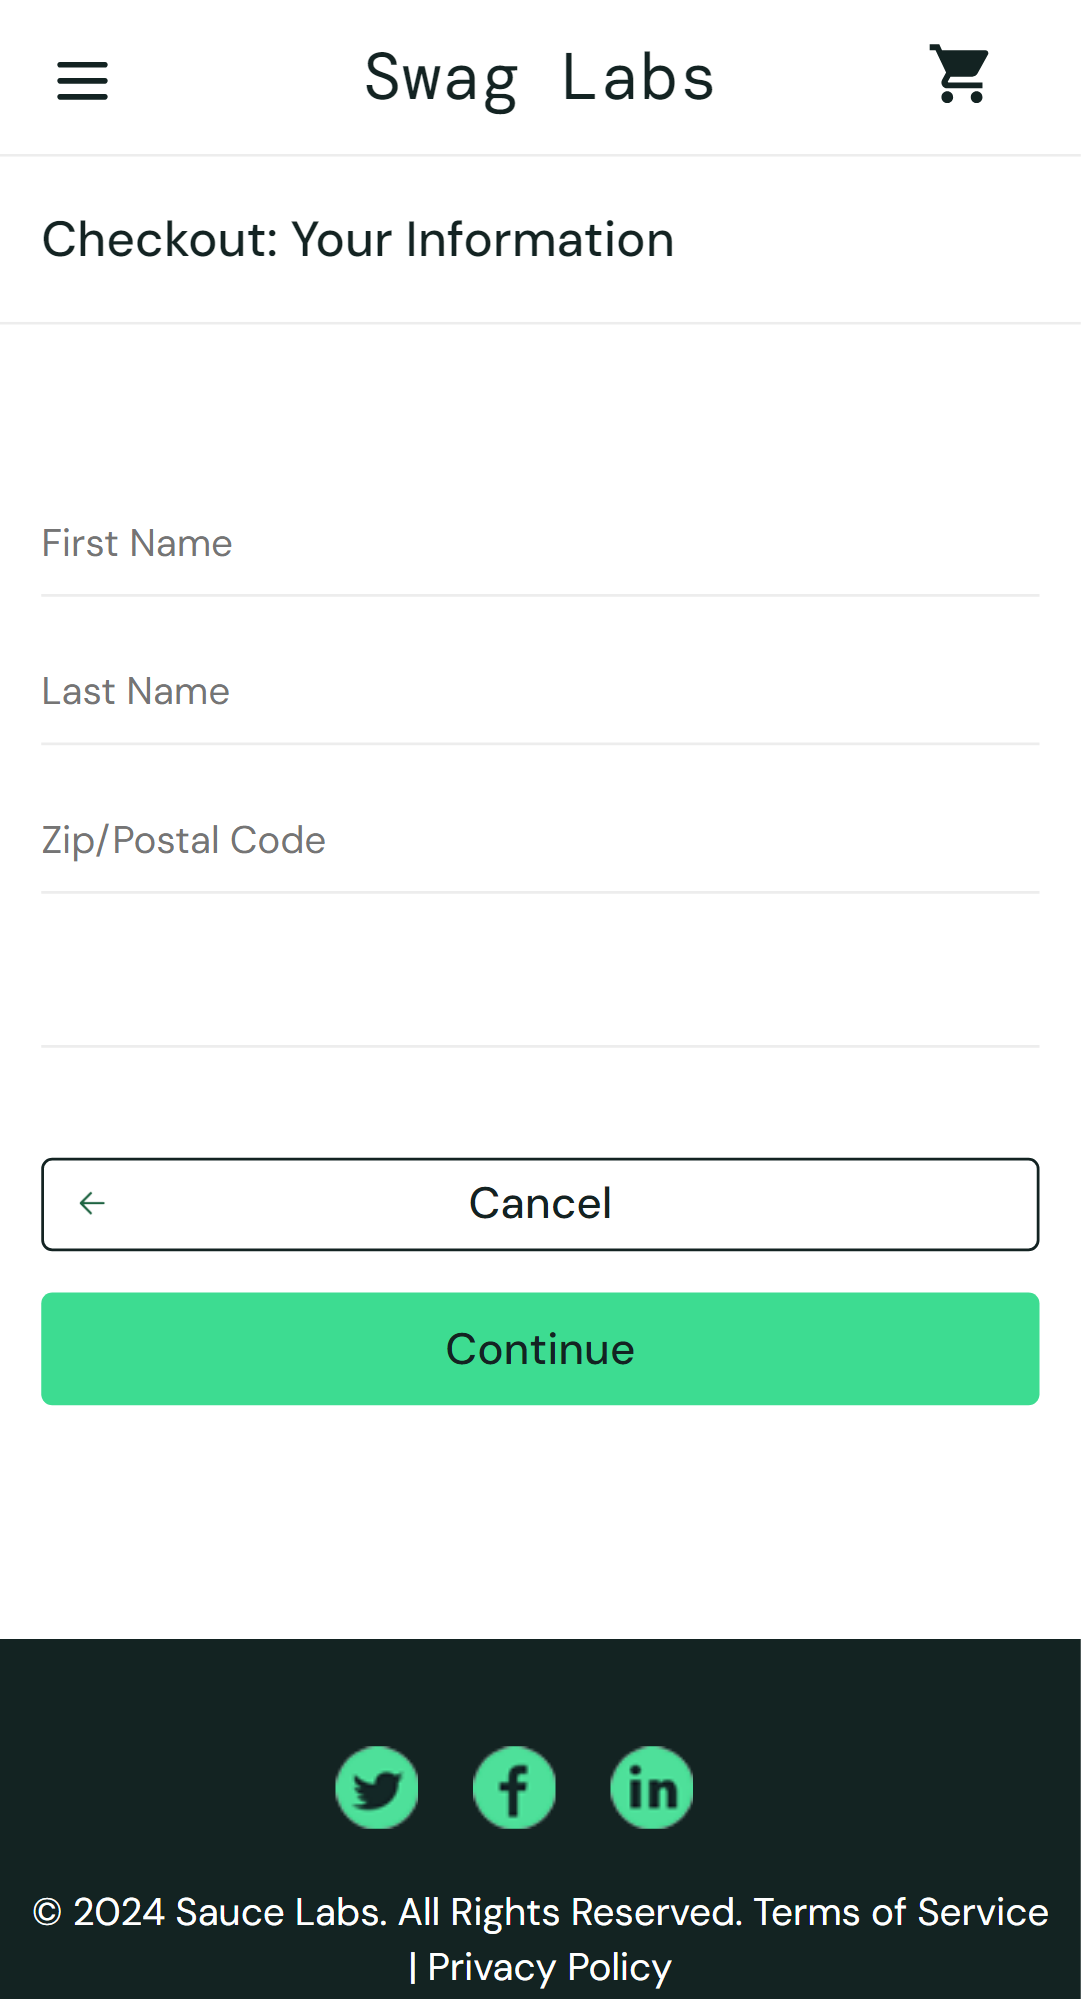 Swag Labs
Checkout: Your Information
First Name
Last Name
Zip/Postal Code
Cancel
Continue
© 2024 Sauce Labs. All Rights Reserved. Terms of Service
| Privacy Policy